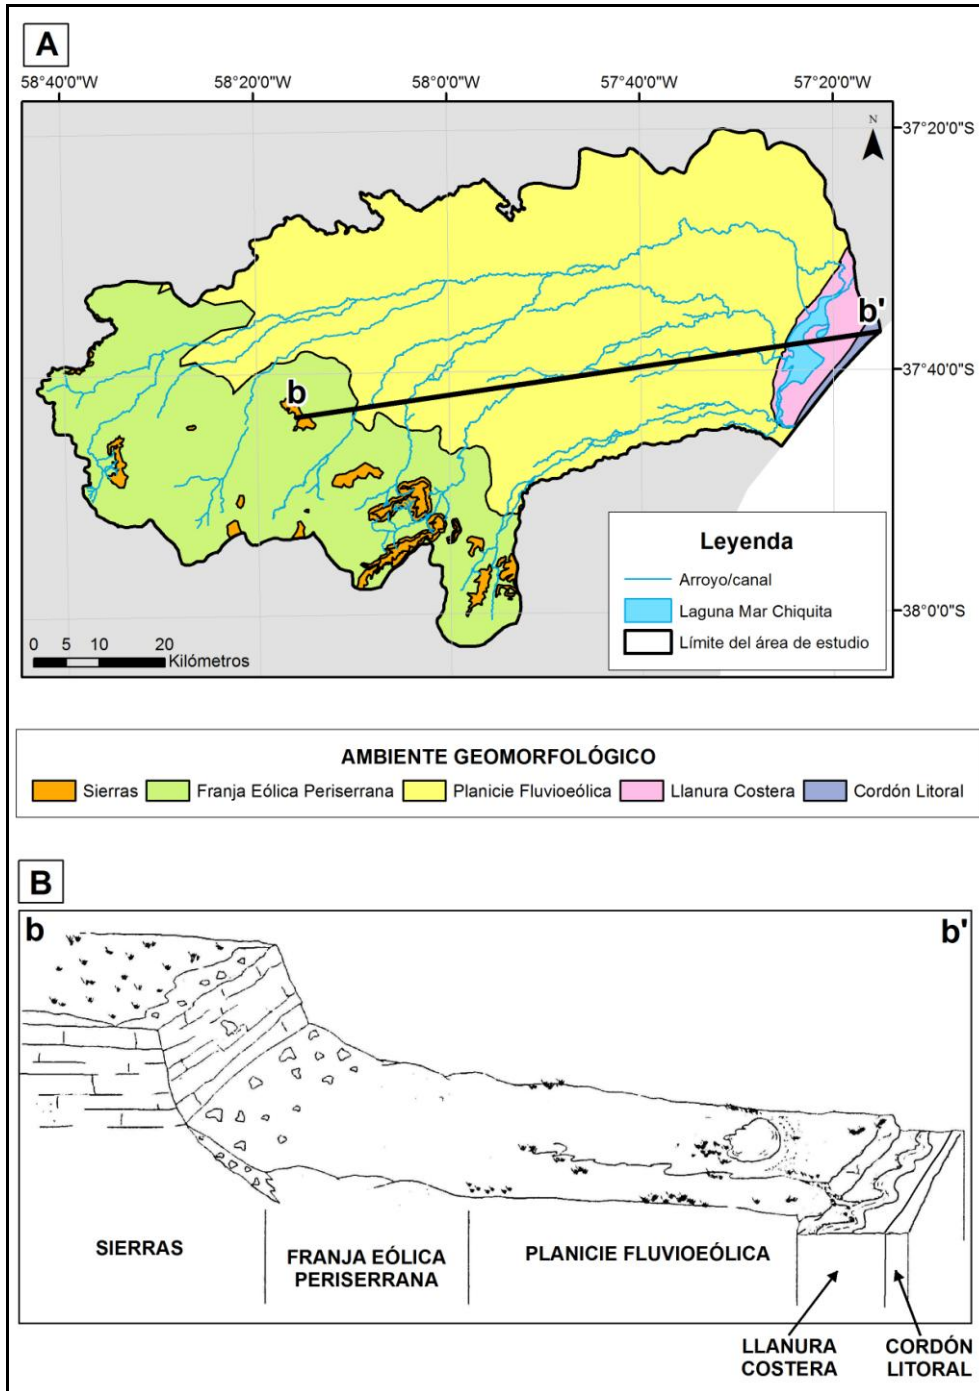 A
58°40'0"W
58°20'0"W
58°0'0"W
57°40'0"W
57°20'0"W
N
37°20'0"S
b'
37°40'0"S
b
Leyenda
Arroyo/canal
Laguna Mar Chiquita
Límite del área de estudio
38°0'0"S
0 5 10 20
Kilómetros
AMBIENTE GEOMORFOLÓGICO
Sierras Franja Eólica Periserrana Planicie Fluvioeólica Llanura Costera Cordón Litoral
B
b b'
SIERRAS
FRANJA EÓLICA
PERISERRANA
PLANICIE FLUVIOEÓLICA
LLANURA
COSTERA
CORDÓN
LITORAL